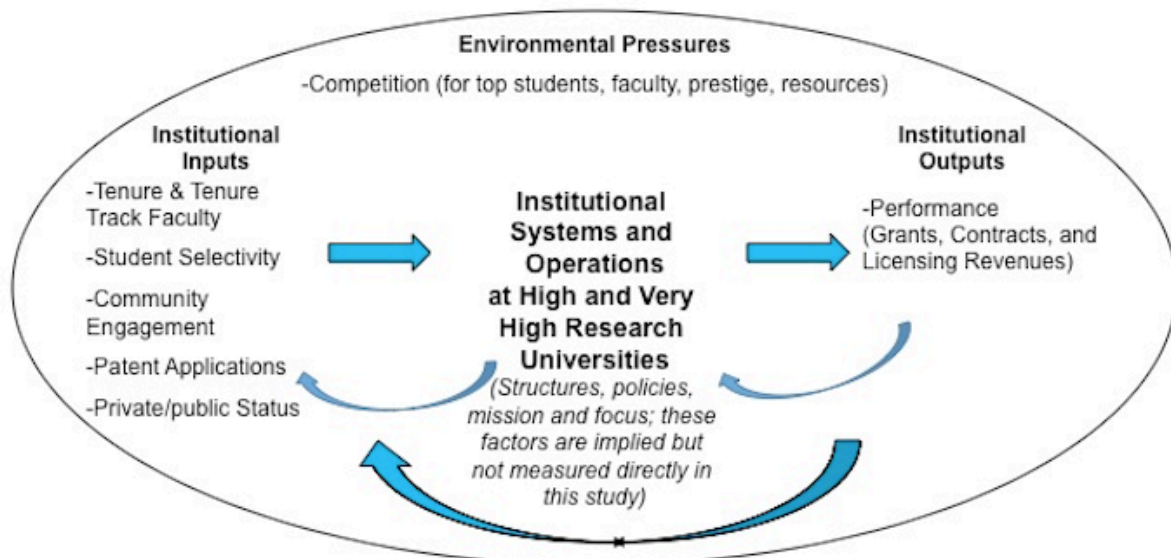 Environmental Pressures
-Competition (for top students, faculty, prestige, resources)
Institutional
Inputs
-Tenure & Tenure
Track Faculty
-Student Selectivity
-Community
Engagement
-Patent Applications
-Private/public Status
Institutional
Systems and
Operations
at High and Very
High Research
Universities
(Structures, policies,
mission and focus; these
factors are implied but
not measured directly in
this study)
Institutional
Outputs
-Performance
(Grants, Contracts, and
Licensing Revenues)